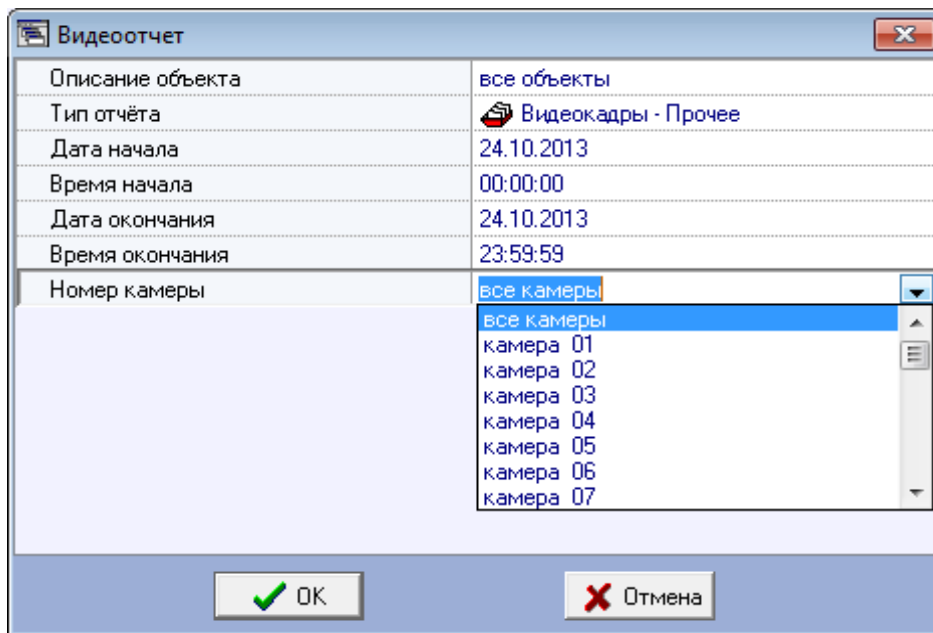 Видеоотчет
Описание объекта все объекты
Тип отчёта Видеокадры - Прочее
Дата начала 24.10.2013
Время начала 00:00:00
Дата окончания 24.10.2013
Время окончания 23:59:59
Номер камеры все камеры
все камеры
камера 01
камера 02
камера 03
камера 04
камера 05
камера 06
камера 07
OK Отмена